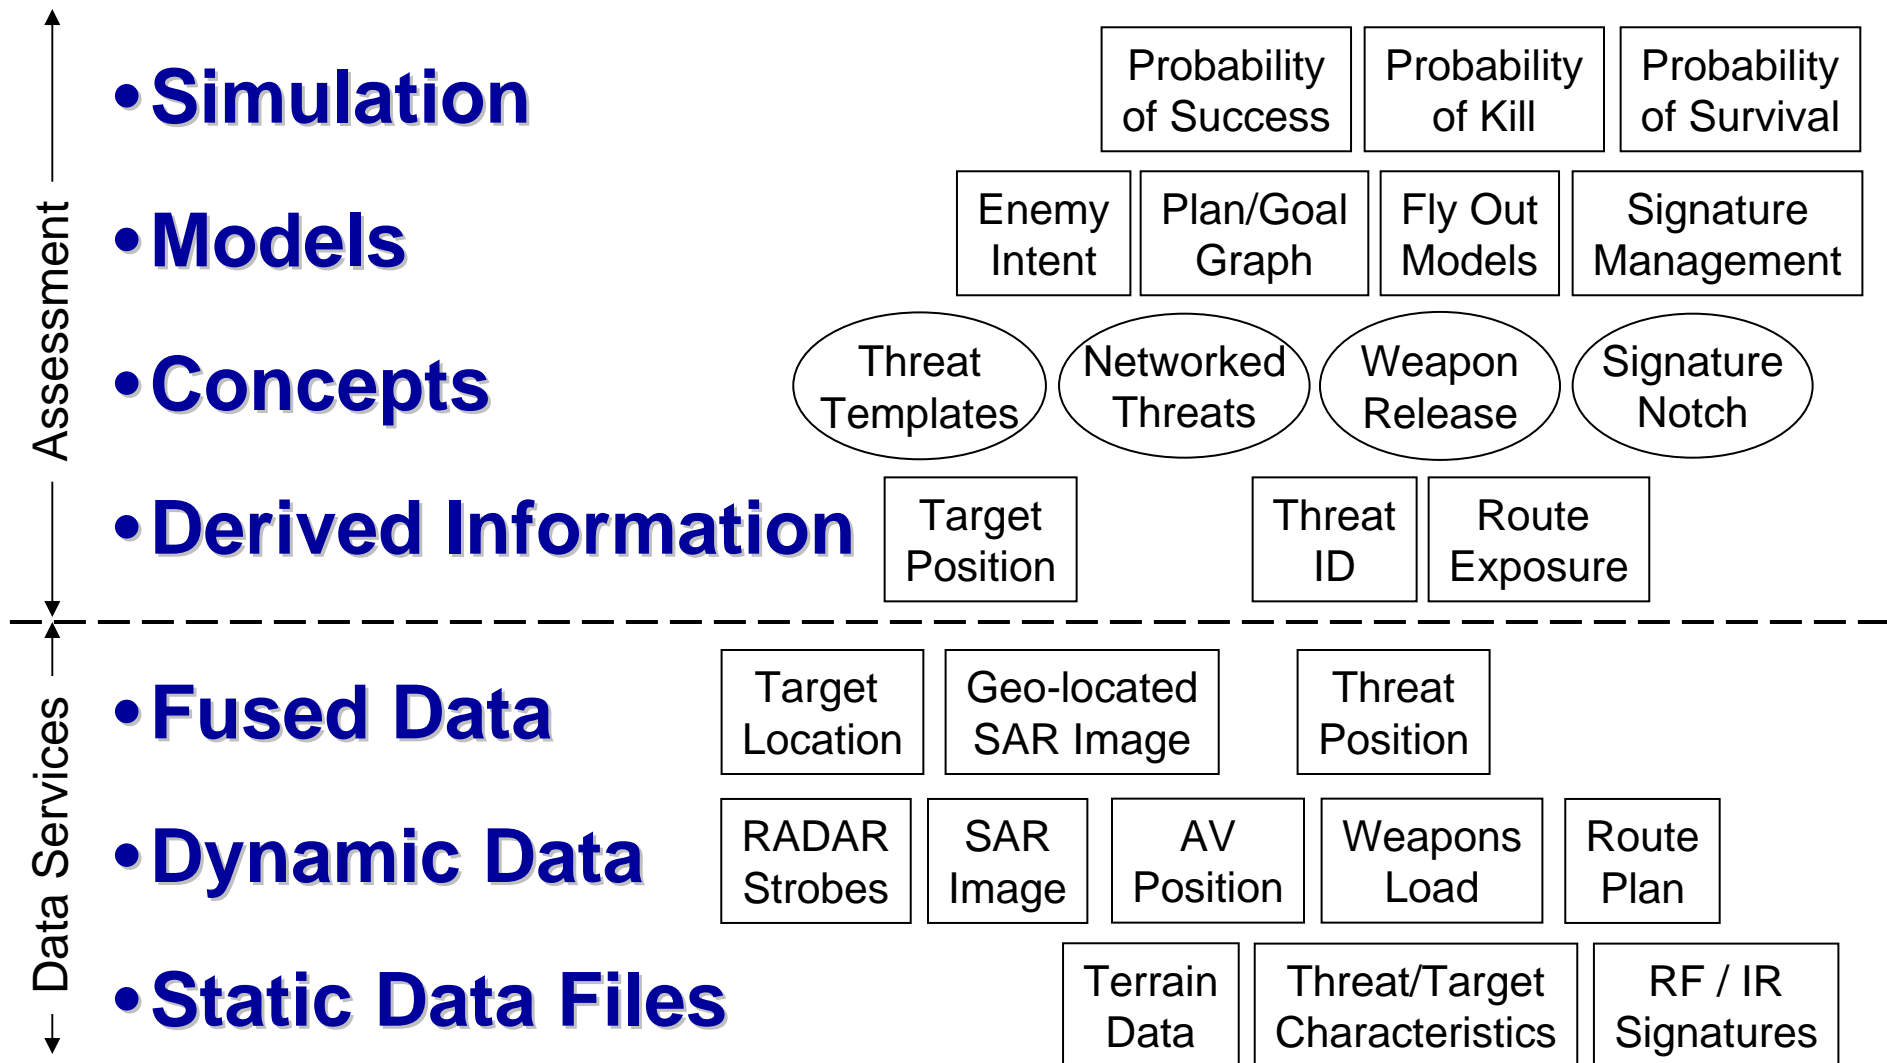 •Simulation
Probability
of Success
Probability
of Kill
Probability
of Survival
Assessment
•Models
Enemy
Intent
Plan/Goal
Graph
Fly Out
Models
Signature
Management
•Concepts
Threat
Templates
Networked
Threats
Weapon
Release
Signature
Notch
•Derived Information
Target
Position
Threat
ID
Route
Exposure
Data Services
•Fused Data
Target
Location
Geo-located
SAR Image
Threat
Position
•Dynamic Data
RADAR
Strobes
SAR
Image
AV
Position
Weapons
Load
Route
Plan
•Static Data Files
Terrain
Data
Threat/Target
Characteristics
RF / IR
Signatures